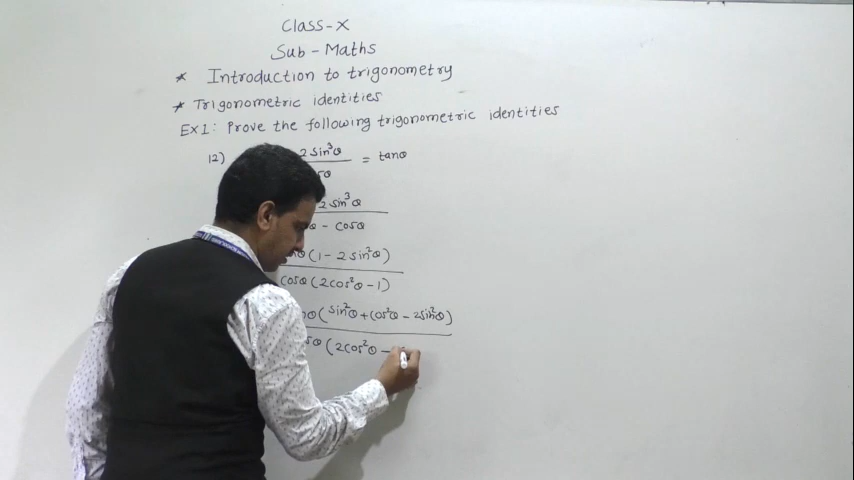 Class-X
Sub - Maths
* Introduction to trigonometry
* Trigonometric identities
EX1: Prove the following trigonometric identities
12) 2 sin³θ = tanθ
2 sin³θ
- cosθ
(1 - 2 sin²θ)
cosθ (2cos²θ - 1)
(sin²θ + cos²θ - 2sin²θ)
(2cos²θ -